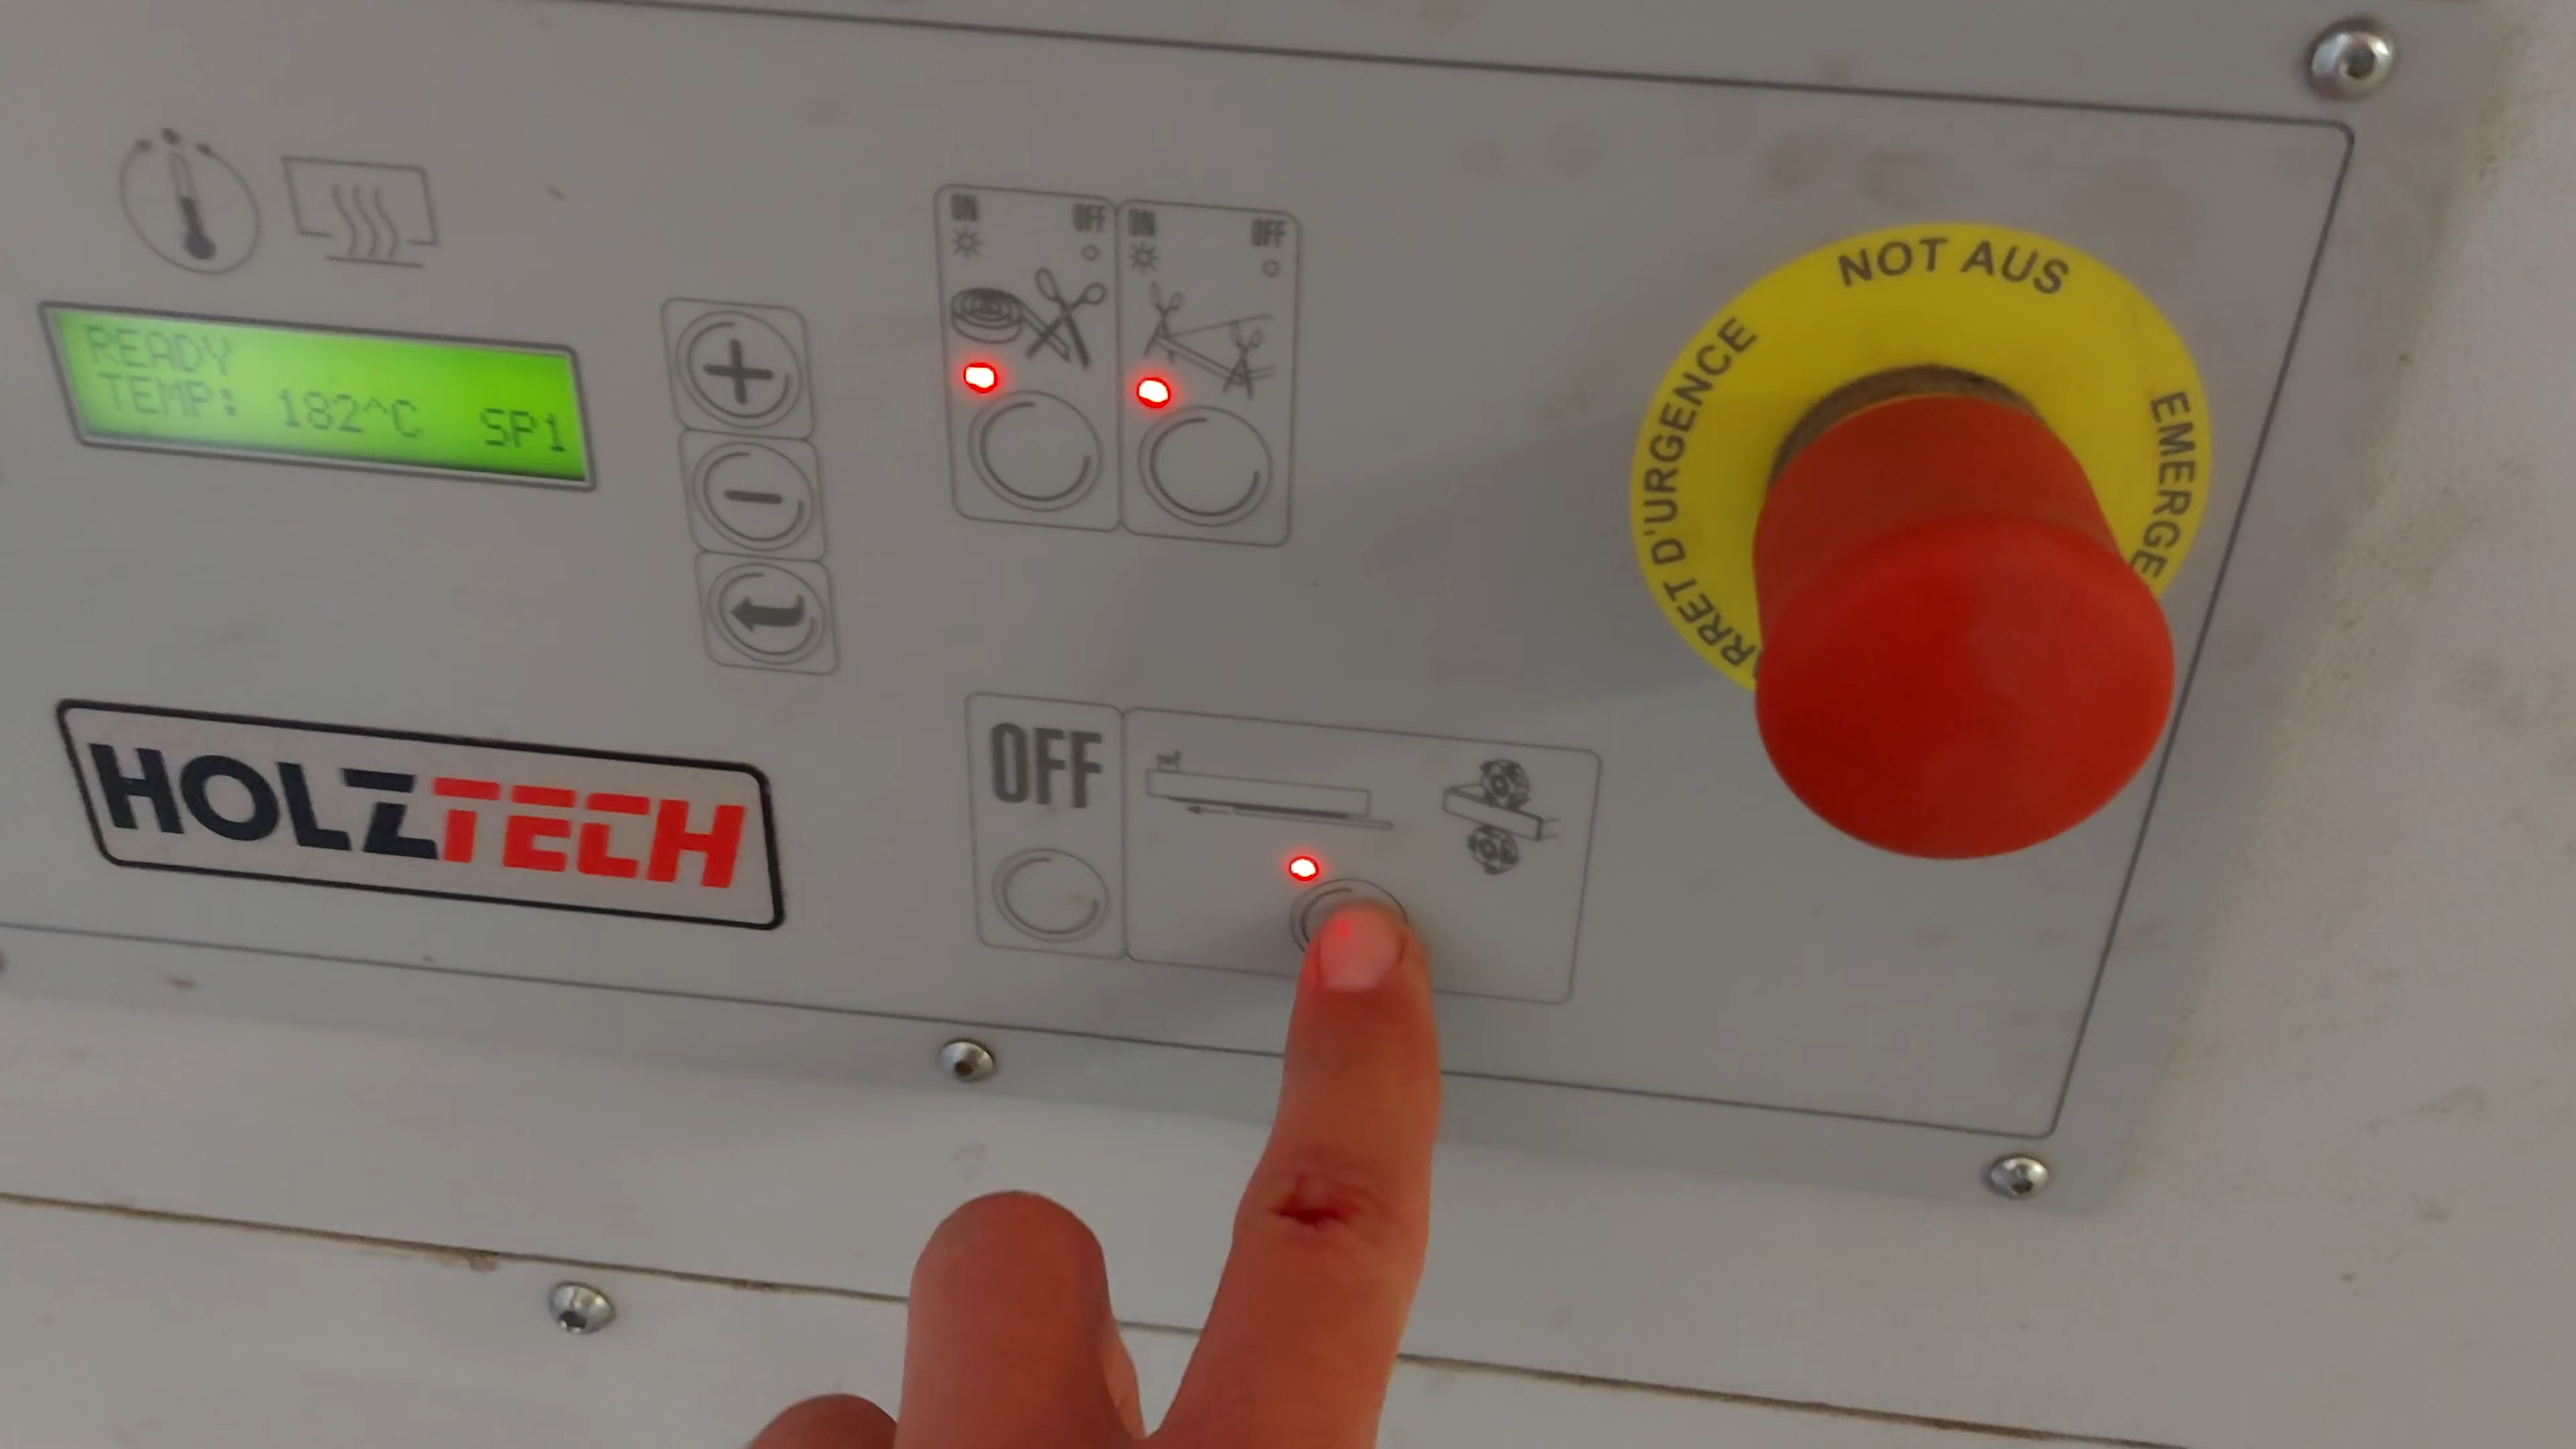 ON OFF
ON OFF
READY
TEMP: 182^C SP1
NOT AUS
ARRET D'URGENCE
EMERGE
OFF
HOLZTECH